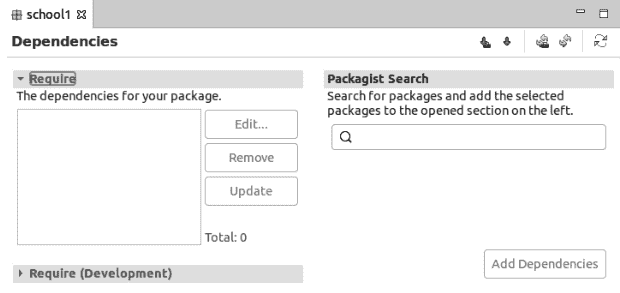 school1
Dependencies
Require
The dependencies for your package.
Edit...
Remove
Update
Total: 0
Require (Development)
Packagist Search
Search for packages and add the selected
packages to the opened section on the left.
Add Dependencies